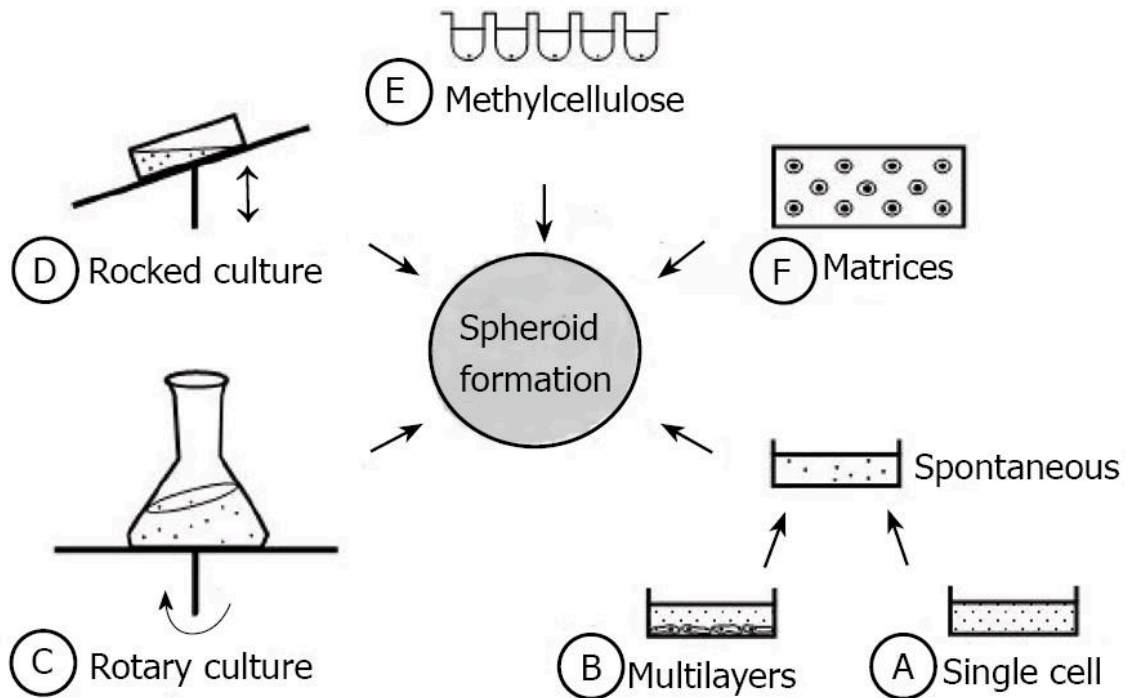 E Methylcellulose
D Rocked culture
F Matrices
Spheroid
formation
Spontaneous
C Rotary culture
B Multilayers
A Single cell